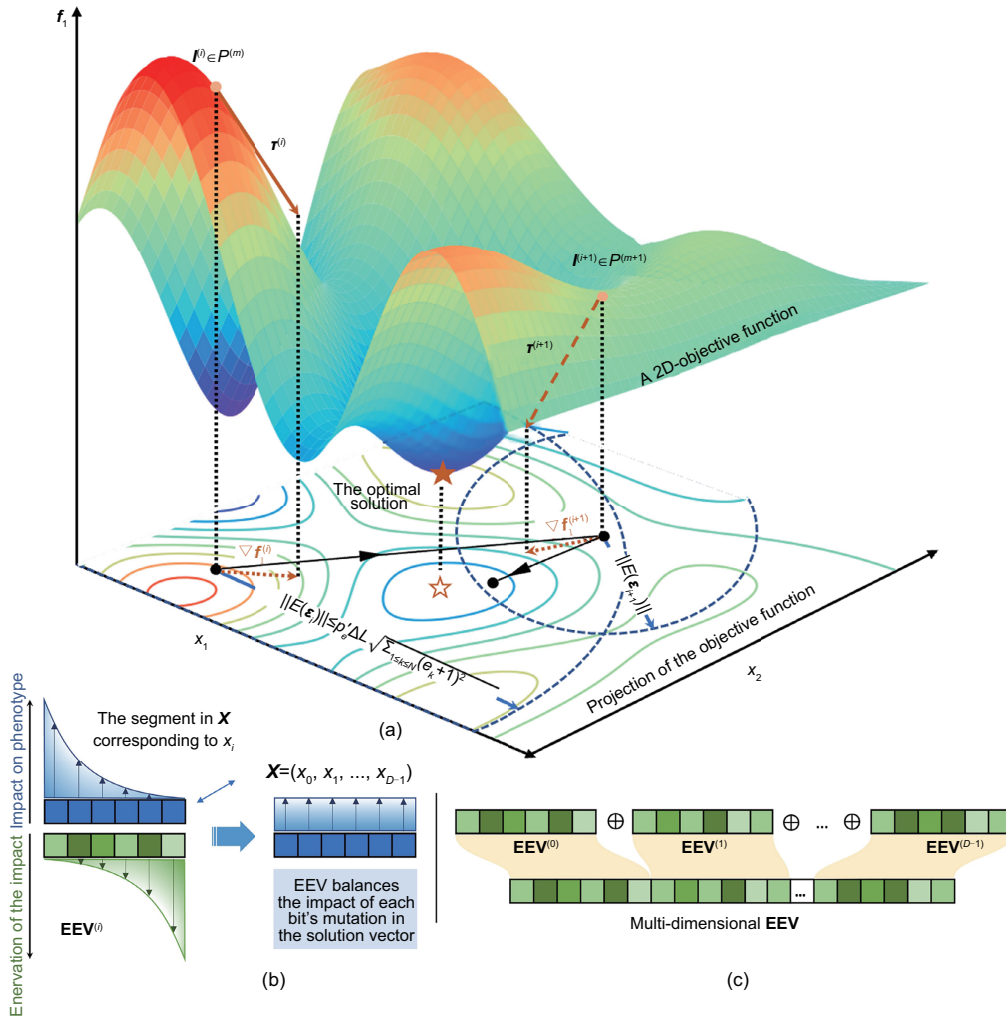 f₁
I⁽ⁱ⁾∈P⁽ᵐ⁾
τ⁽ⁱ⁾
I⁽ⁱ⁺¹⁾∈P⁽ᵐ⁺¹⁾
τ⁽ⁱ⁺¹⁾
A 2D-objective function
The optimal
solution
▽ f₁⁽ⁱ⁾
▽ f₁⁽ⁱ⁺¹⁾
||E(εᵢ₊₁)||
||E(εᵢ)||≤p′ₑΔL√Σ₁≤k≤N(eₖ+1)²
x₁
x₂
Projection of the objective function
(a)
Impact on phenotype
Enervation of the impact
The segment in X
corresponding to xᵢ
EEV⁽ⁱ⁾
X=(x₀, x₁, ..., x_D−1)
EEV balances
the impact of each
bit's mutation in
the solution vector
(b)
⊕ ⊕ ... ⊕
EEV⁽⁰⁾ EEV⁽¹⁾ EEV⁽ᴰ⁻¹⁾
...
Multi-dimensional EEV
(c)